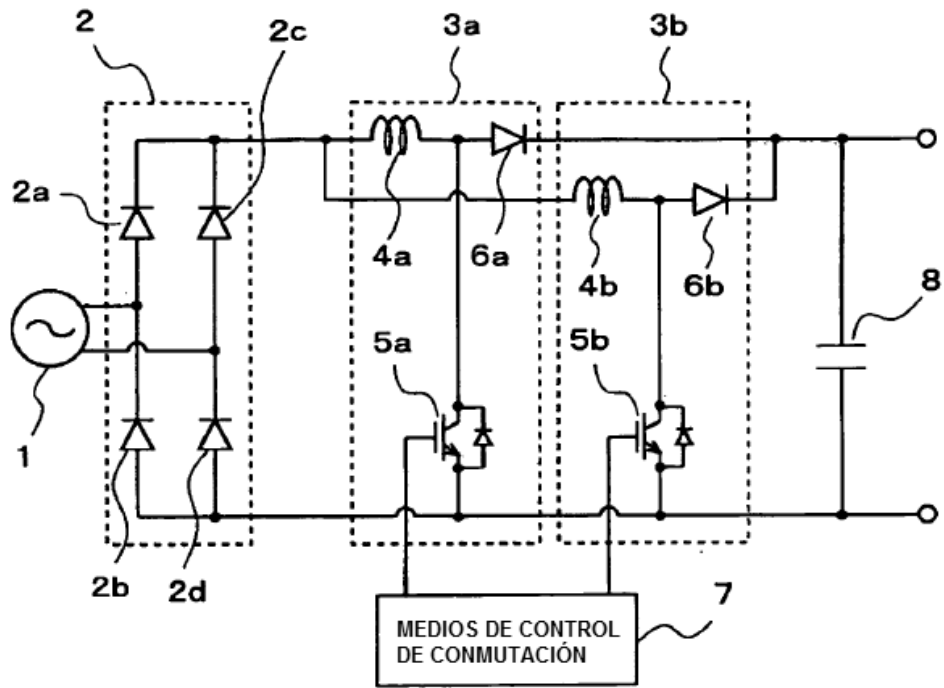 2
2c
3a
3b
2a
4a
6a
4b
6b
8
1
5a
5b
2b
2d
7
MEDIOS DE CONTROL
DE CONMUTACIÓN